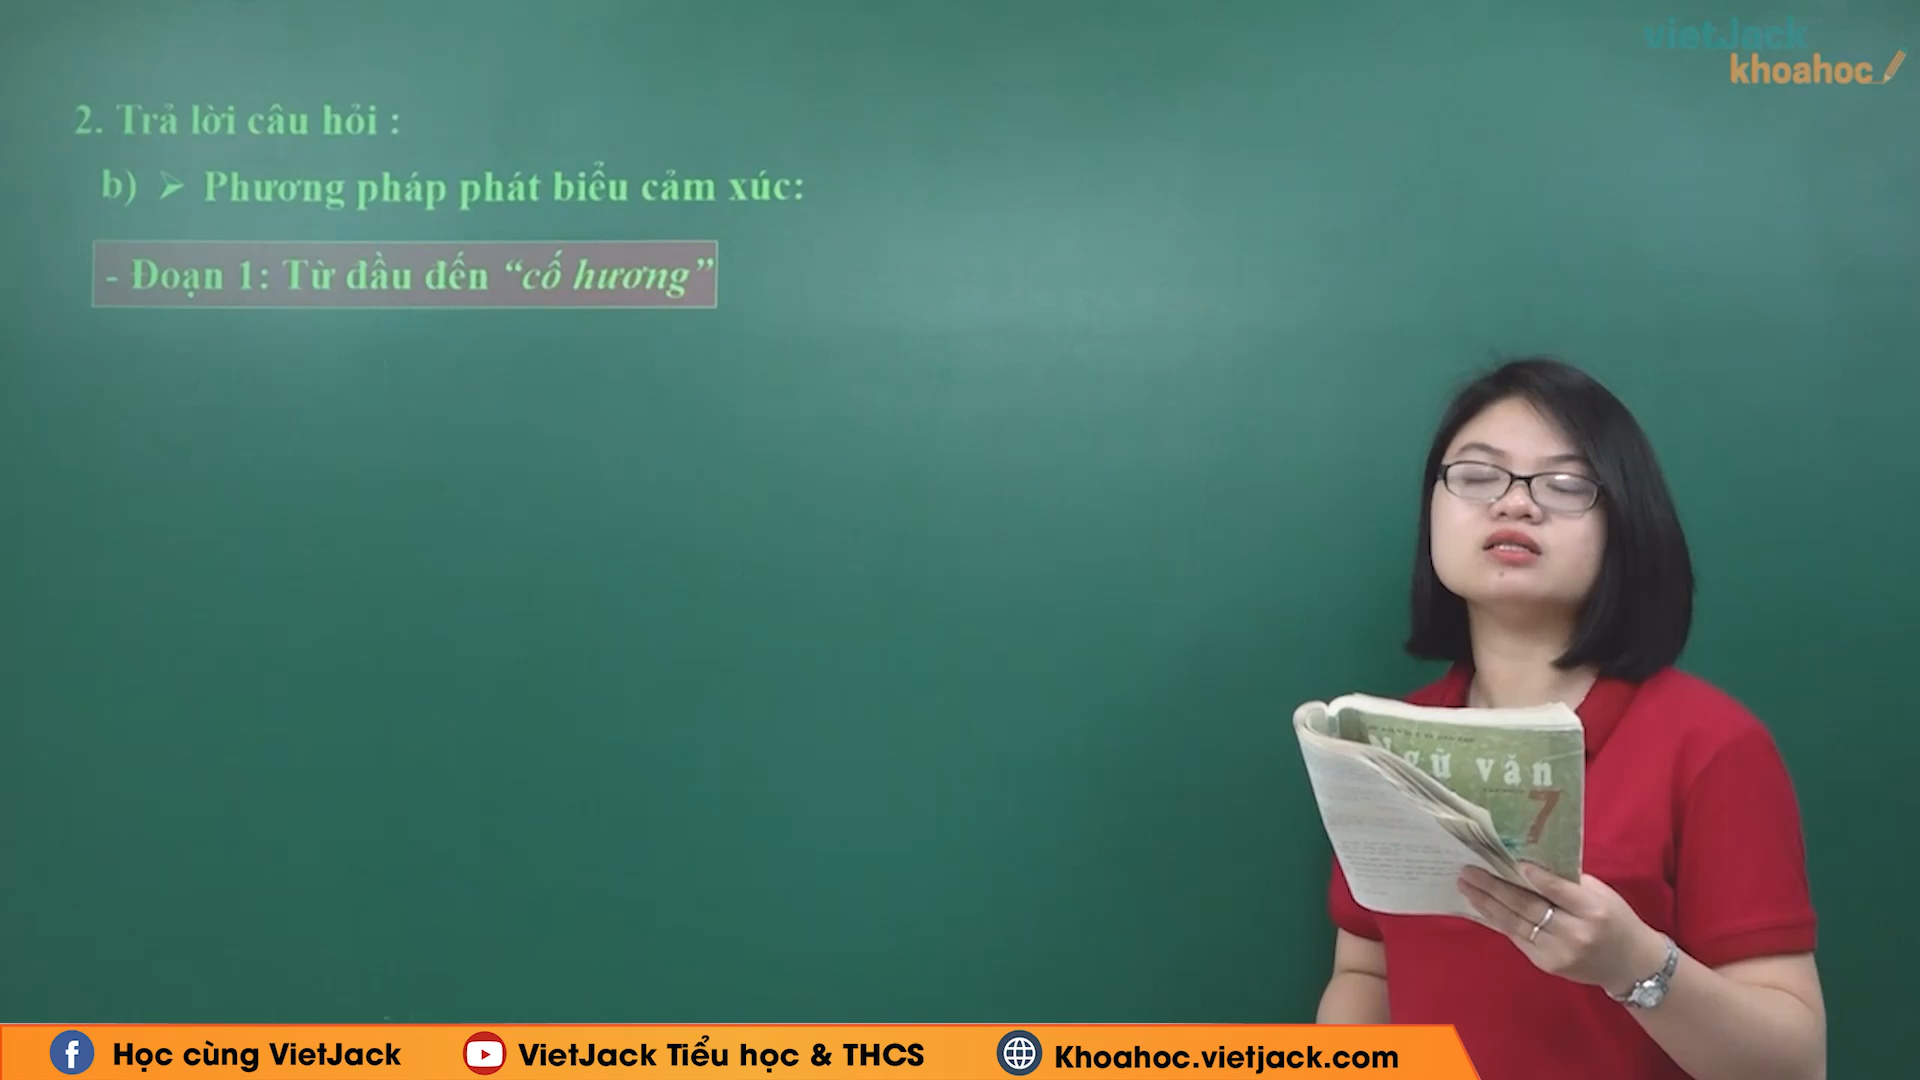 vietJack
khoahoc
2. Trả lời câu hỏi :
b) ➢ Phương pháp phát biểu cảm xúc:
- Đoạn 1: Từ đầu đến “cố hương”
Ngữ văn
7
Học cùng VietJack
VietJack Tiểu học & THCS
Khoahoc.vietjack.com